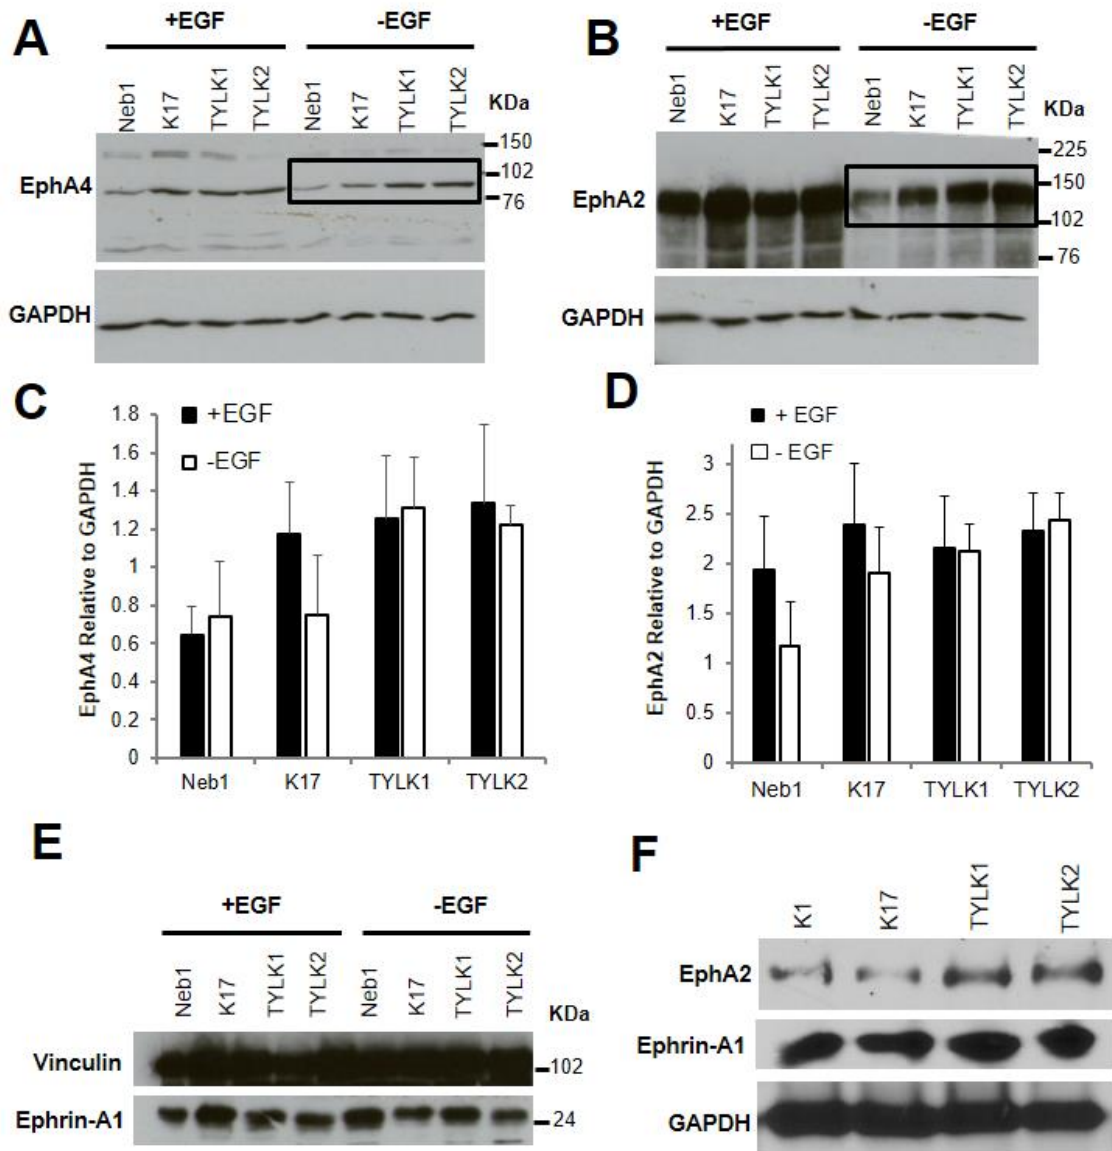 A
+EGF
-EGF
Neb1
K17
TYLK1
TYLK2
Neb1
K17
TYLK1
TYLK2
KDa
150
102
76
EphA4
GAPDH
B
+EGF
-EGF
Neb1
K17
TYLK1
TYLK2
Neb1
K17
TYLK1
TYLK2
KDa
225
150
102
76
EphA2
GAPDH
C
+EGF
-EGF
EphA4 Relative to GAPDH
1.8
1.6
1.4
1.2
1
0.8
0.6
0.4
0.2
0
Neb1
K17
TYLK1
TYLK2
D
+ EGF
- EGF
EphA2 Relative to GAPDH
3
2.5
2
1.5
1
0.5
0
Neb1
K17
TYLK1
TYLK2
E
+EGF
-EGF
Neb1
K17
TYLK1
TYLK2
Neb1
K17
TYLK1
TYLK2
KDa
Vinculin
102
Ephrin-A1
24
F
K1
K17
TYLK1
TYLK2
EphA2
Ephrin-A1
GAPDH